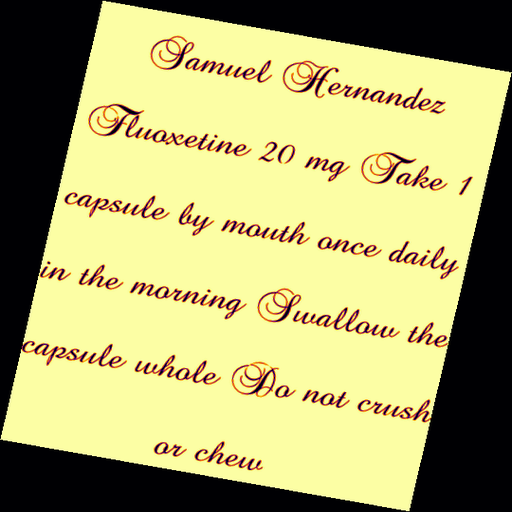 Samuel Hernandez
Fluoxetine 20 mg Take 1
capsule by mouth once daily
in the morning Swallow the
capsule whole Do not crush
or chew